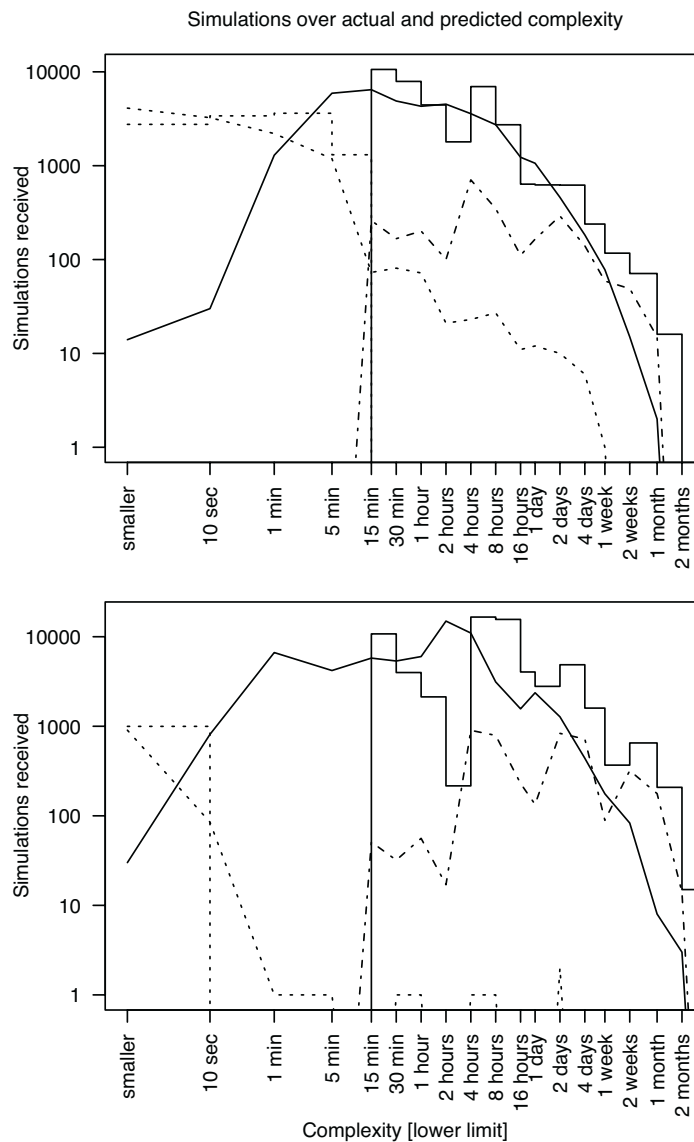 Simulations over actual and predicted complexity
Simulations received
10000
1000
100
10
1
smaller
10 sec
1 min
5 min
15 min
30 min
1 hour
2 hours
4 hours
8 hours
16 hours
1 day
2 days
4 days
1 week
2 weeks
1 month
2 months
Simulations received
10000
1000
100
10
1
smaller
10 sec
1 min
5 min
15 min
30 min
1 hour
2 hours
4 hours
8 hours
16 hours
1 day
2 days
4 days
1 week
2 weeks
1 month
2 months
Complexity [lower limit]